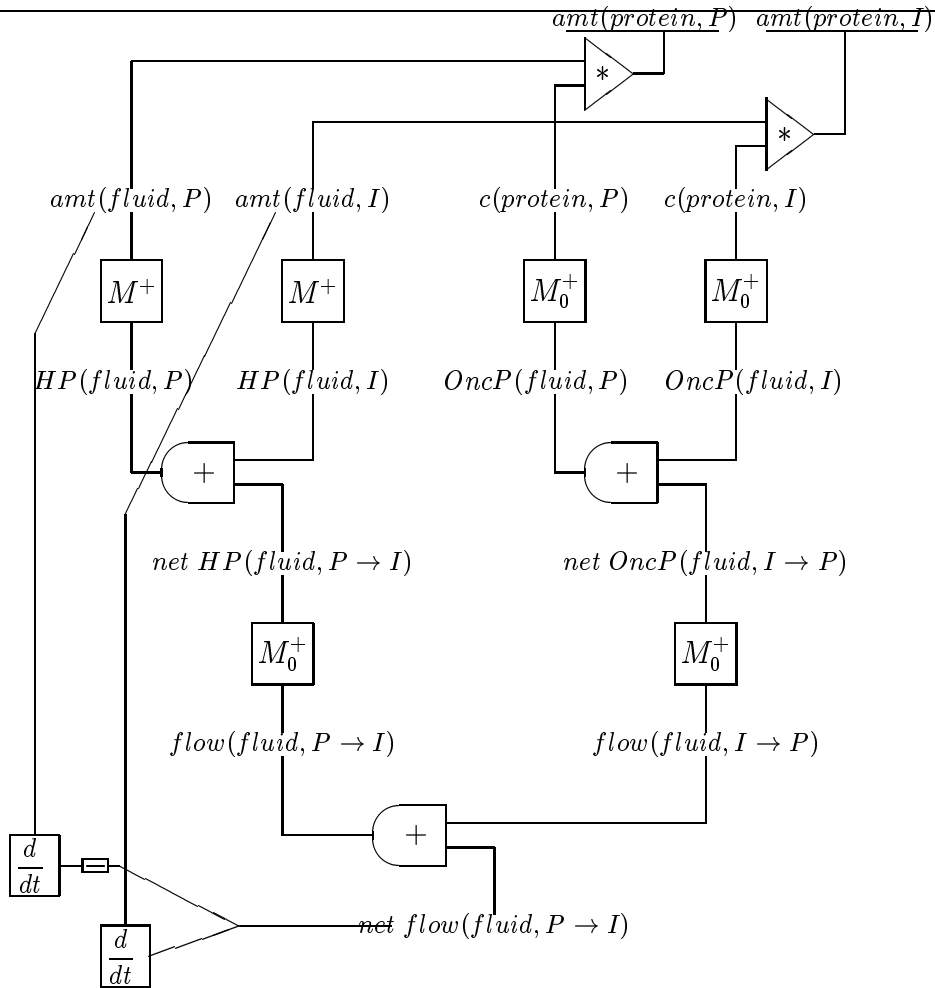 amt(protein, P) amt(protein, I)
*
*
amt(fluid, P) amt(fluid, I) c(protein, P) c(protein, I)
M⁺ M⁺ M₀⁺ M₀⁺
HP(fluid, P) HP(fluid, I) OncP(fluid, P) OncP(fluid, I)
+ +
net HP(fluid, P → I) net OncP(fluid, I → P)
M₀⁺ M₀⁺
flow(fluid, P → I) flow(fluid, I → P)
+
d/dt −
net flow(fluid, P → I)
d/dt